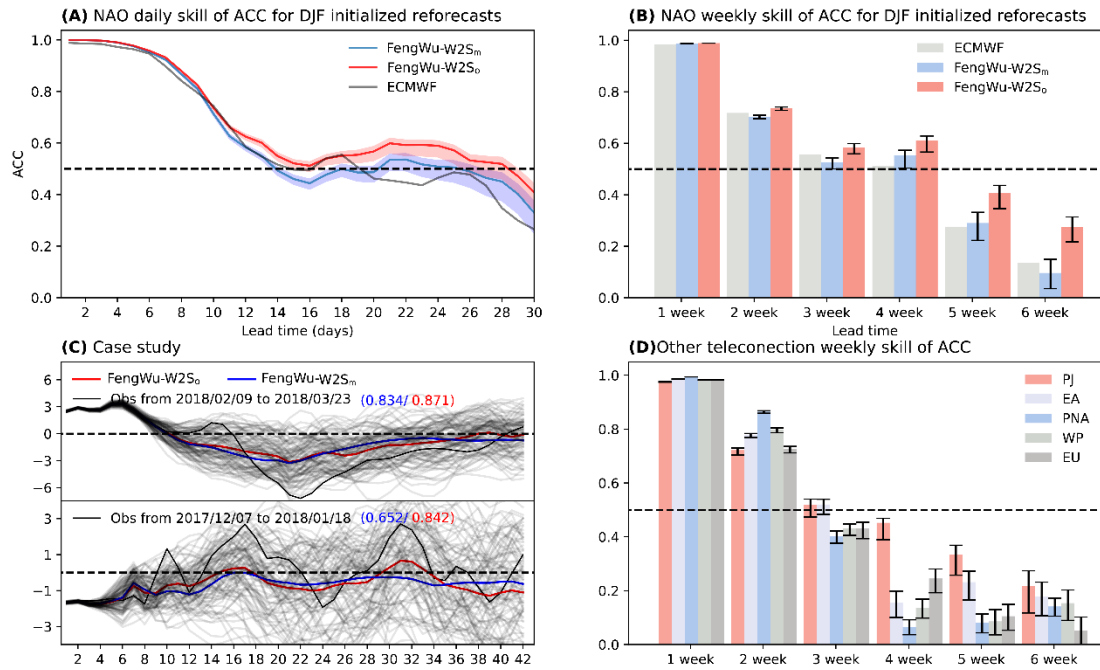 (A) NAO daily skill of ACC for DJF initialized reforecasts
ACC
1.0
0.8
0.6
0.4
0.2
0.0
FengWu-W2Sm
FengWu-W2So
ECMWF
2 4 6 8 10 12 14 16 18 20 22 24 26 28 30
Lead time (days)
(B) NAO weekly skill of ACC for DJF initialized reforecasts
1.0
0.8
0.6
0.4
0.2
0.0
ECMWF
FengWu-W2Sm
FengWu-W2So
1 week 2 week 3 week 4 week 5 week 6 week
Lead time
(C) Case study
6
3
0
−3
−6
FengWu-W2So FengWu-W2Sm
Obs from 2018/02/09 to 2018/03/23 (0.834/ 0.871)
3
1
−1
−3
Obs from 2017/12/07 to 2018/01/18 (0.652/ 0.842)
2 4 6 8 10 12 14 16 18 20 22 24 26 28 30 32 34 36 38 40 42
(D)Other teleconection weekly skill of ACC
1.0
0.8
0.6
0.4
0.2
0.0
PJ
EA
PNA
WP
EU
1 week 2 week 3 week 4 week 5 week 6 week